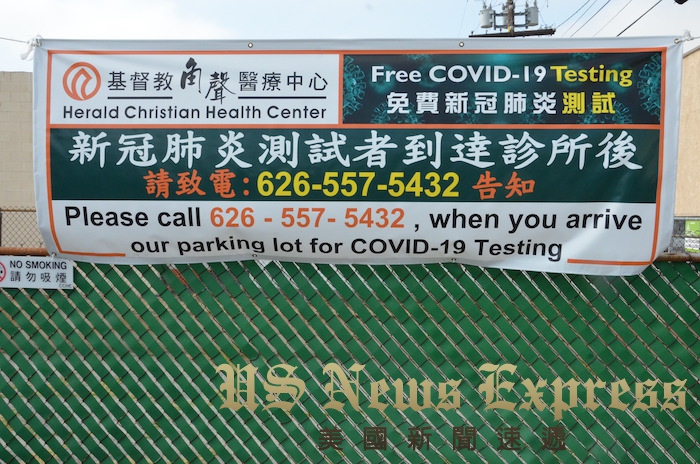 基督教角聲醫療中心
Herald Christian Health Center
Free COVID-19 Testing
免費新冠肺炎測試
新冠肺炎測試者到達診所後
請致電: 626-557-5432 告知
Please call 626 - 557- 5432 , when you arrive
our parking lot for COVID-19 Testing
NO SMOKING
請勿吸煙
US News Express
美國新聞速遞